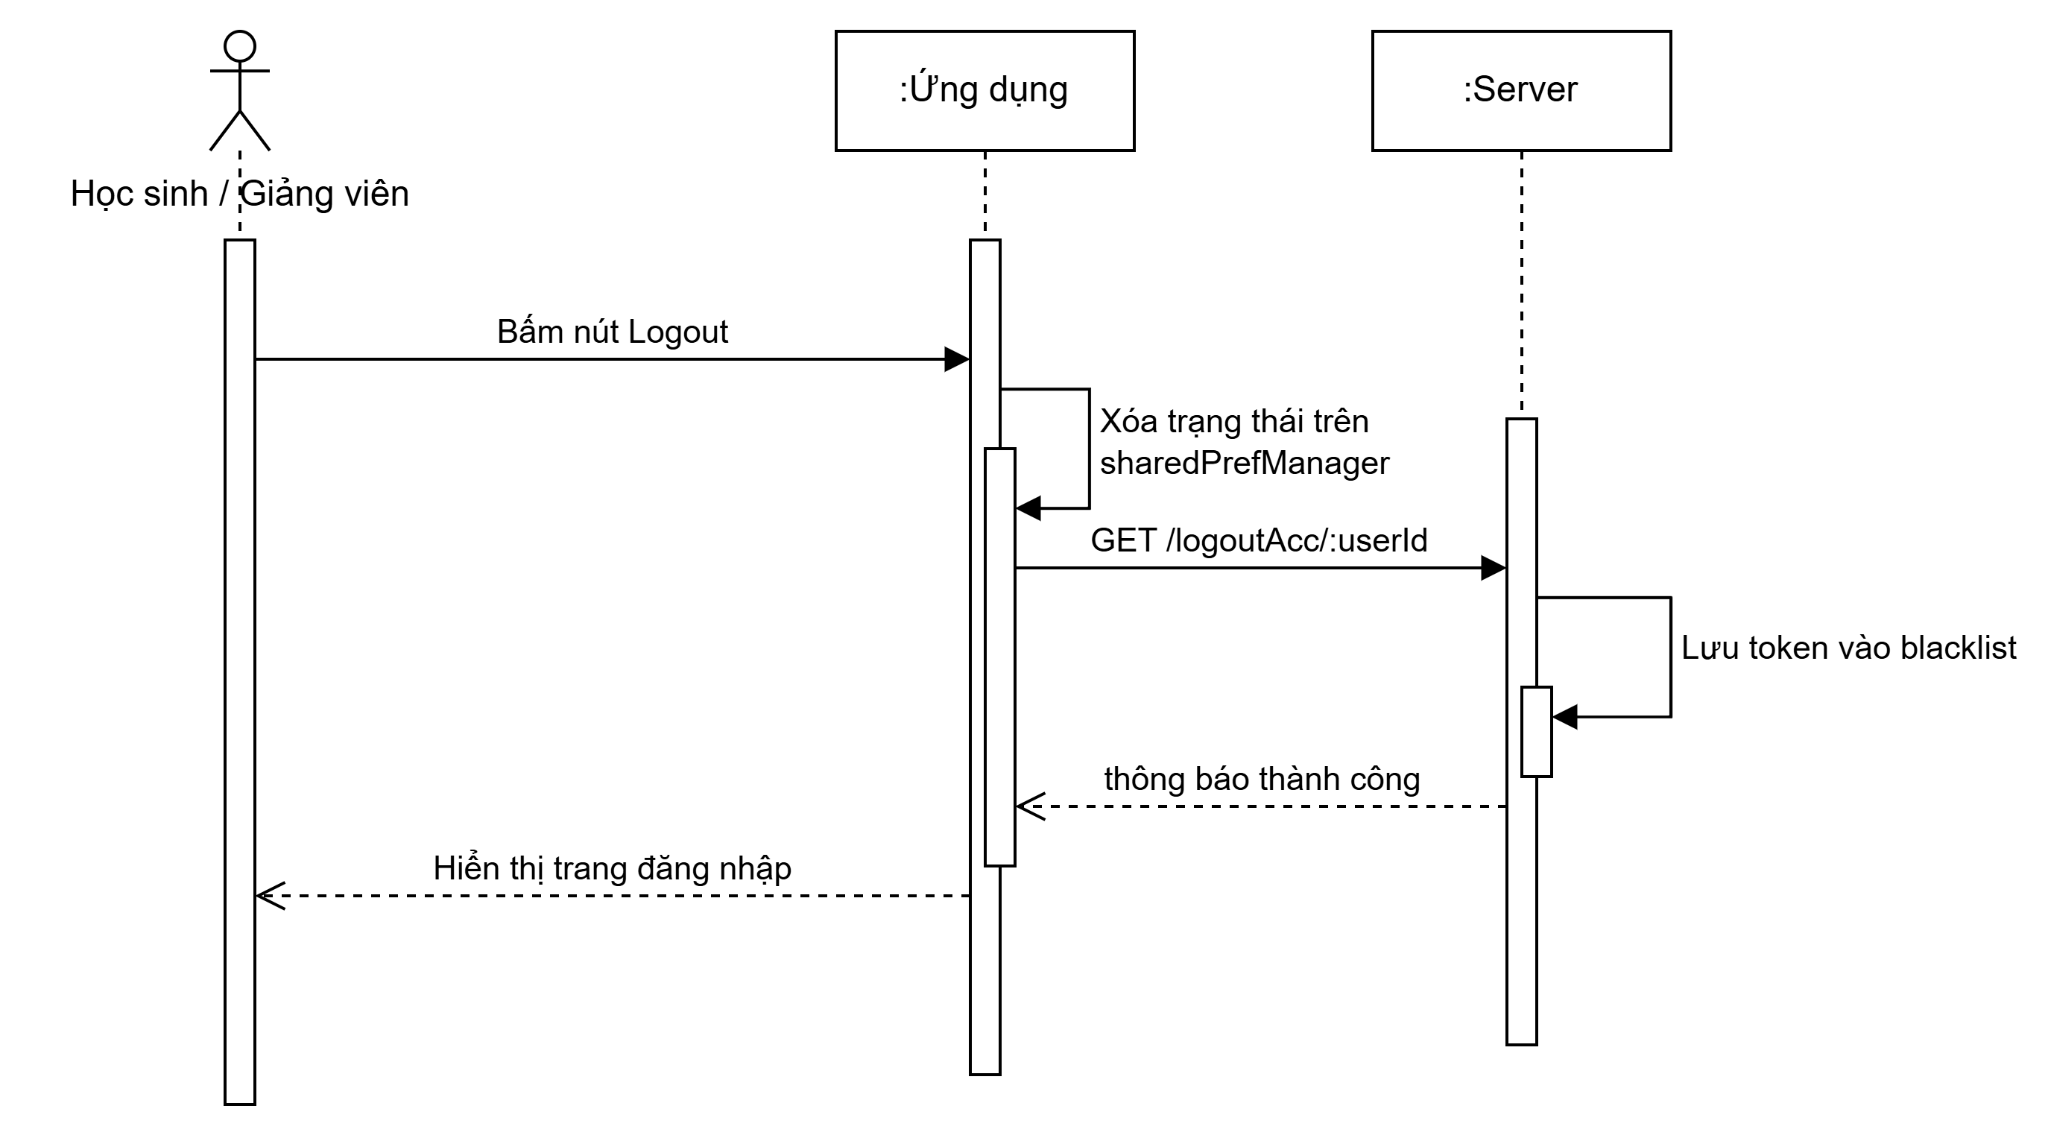 :Ứng dụng
:Server
Học sinh / Giảng viên
Bấm nút Logout
Xóa trạng thái trên
sharedPrefManager
GET /logoutAcc/:userId
Lưu token vào blacklist
thông báo thành công
Hiển thị trang đăng nhập